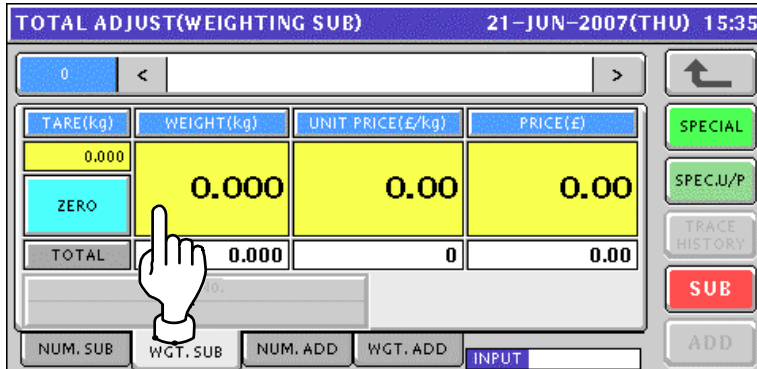 TOTAL ADJUST(WEIGHTING SUB) 21-JUN-2007(THU) 15:35
0 < >
TARE(kg) WEIGHT(kg) UNIT PRICE(£/kg) PRICE(£)
SPECIAL
0.000
0.000 0.00 0.00
SPEC.U/P
ZERO
TRACE
HISTORY
TOTAL 0.000 0 0.00
NO.
SUB
NUM. SUB WGT. SUB NUM. ADD WGT. ADD INPUT
ADD